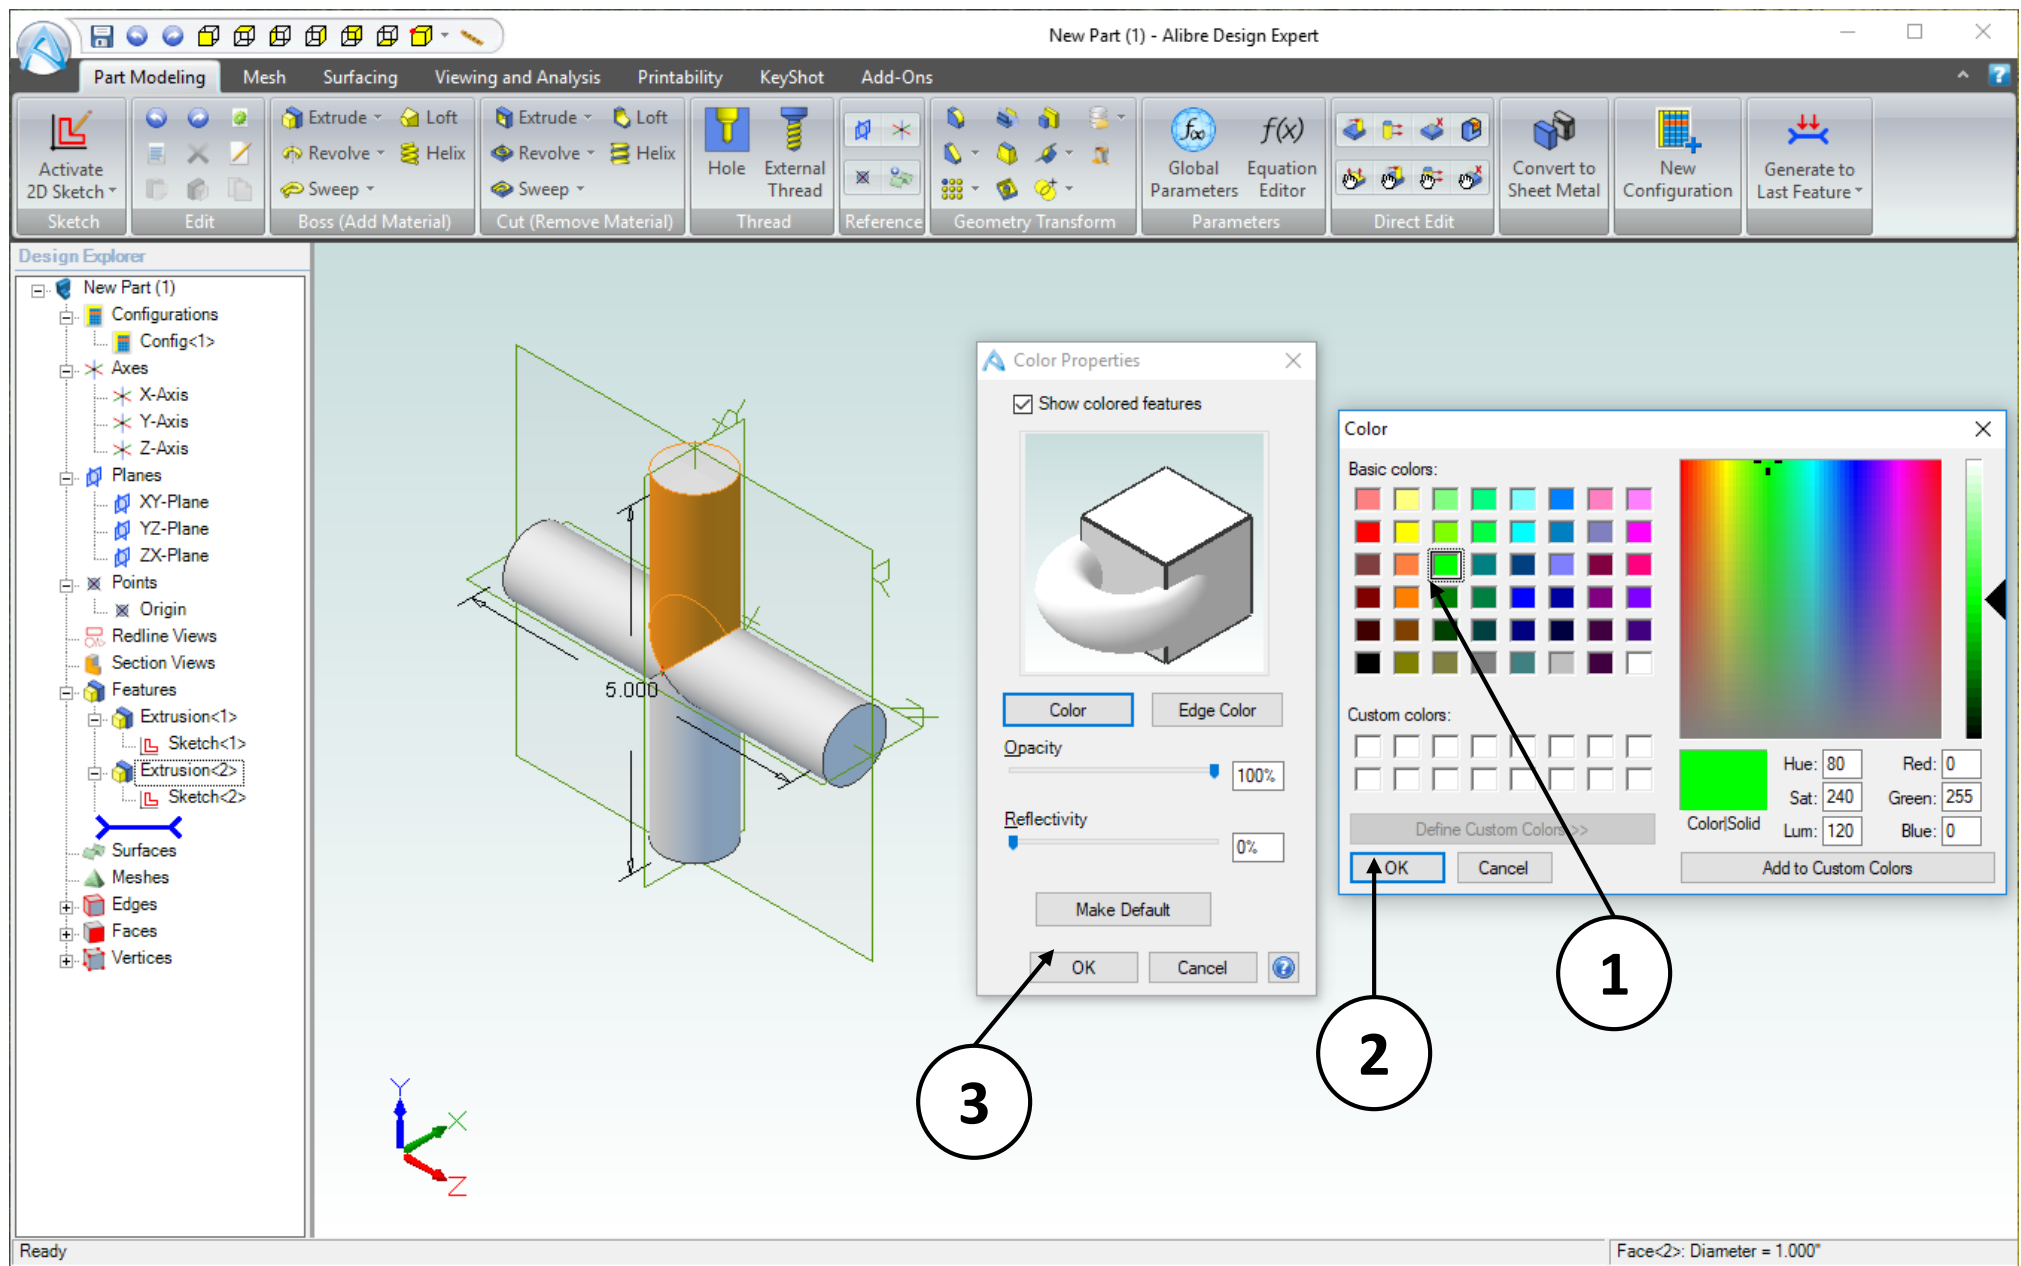 New Part (1) - Alibre Design Expert
Part Modeling Mesh Surfacing Viewing and Analysis Printability KeyShot Add-Ons
Activate
2D Sketch
Sketch
Edit
Extrude Loft
Revolve Helix
Sweep
Boss (Add Material)
Extrude Loft
Revolve Helix
Sweep
Cut (Remove Material)
Hole
External
Thread
Thread
Reference
Geometry Transform
f∞
Global
Parameters
f(x)
Equation
Editor
Parameters
Direct Edit
Convert to
Sheet Metal
New
Configuration
Generate to
Last Feature
Design Explorer
New Part (1)
Configurations
Config<1>
Axes
X-Axis
Y-Axis
Z-Axis
Planes
XY-Plane
YZ-Plane
ZX-Plane
Points
Origin
Redline Views
Section Views
Features
Extrusion<1>
Sketch<1>
Extrusion<2>
Sketch<2>
Surfaces
Meshes
Edges
Faces
Vertices
5.000
Y
X
Z
Color Properties
Show colored features
Color Edge Color
Opacity
100%
Reflectivity
0%
Make Default
OK Cancel
Color
Basic colors:
Custom colors:
Define Custom Colors >>
OK Cancel
Color|Solid
Hue: 80 Red: 0
Sat: 240 Green: 255
Lum: 120 Blue: 0
Add to Custom Colors
1
2
3
Ready
Face<2>: Diameter = 1.000"